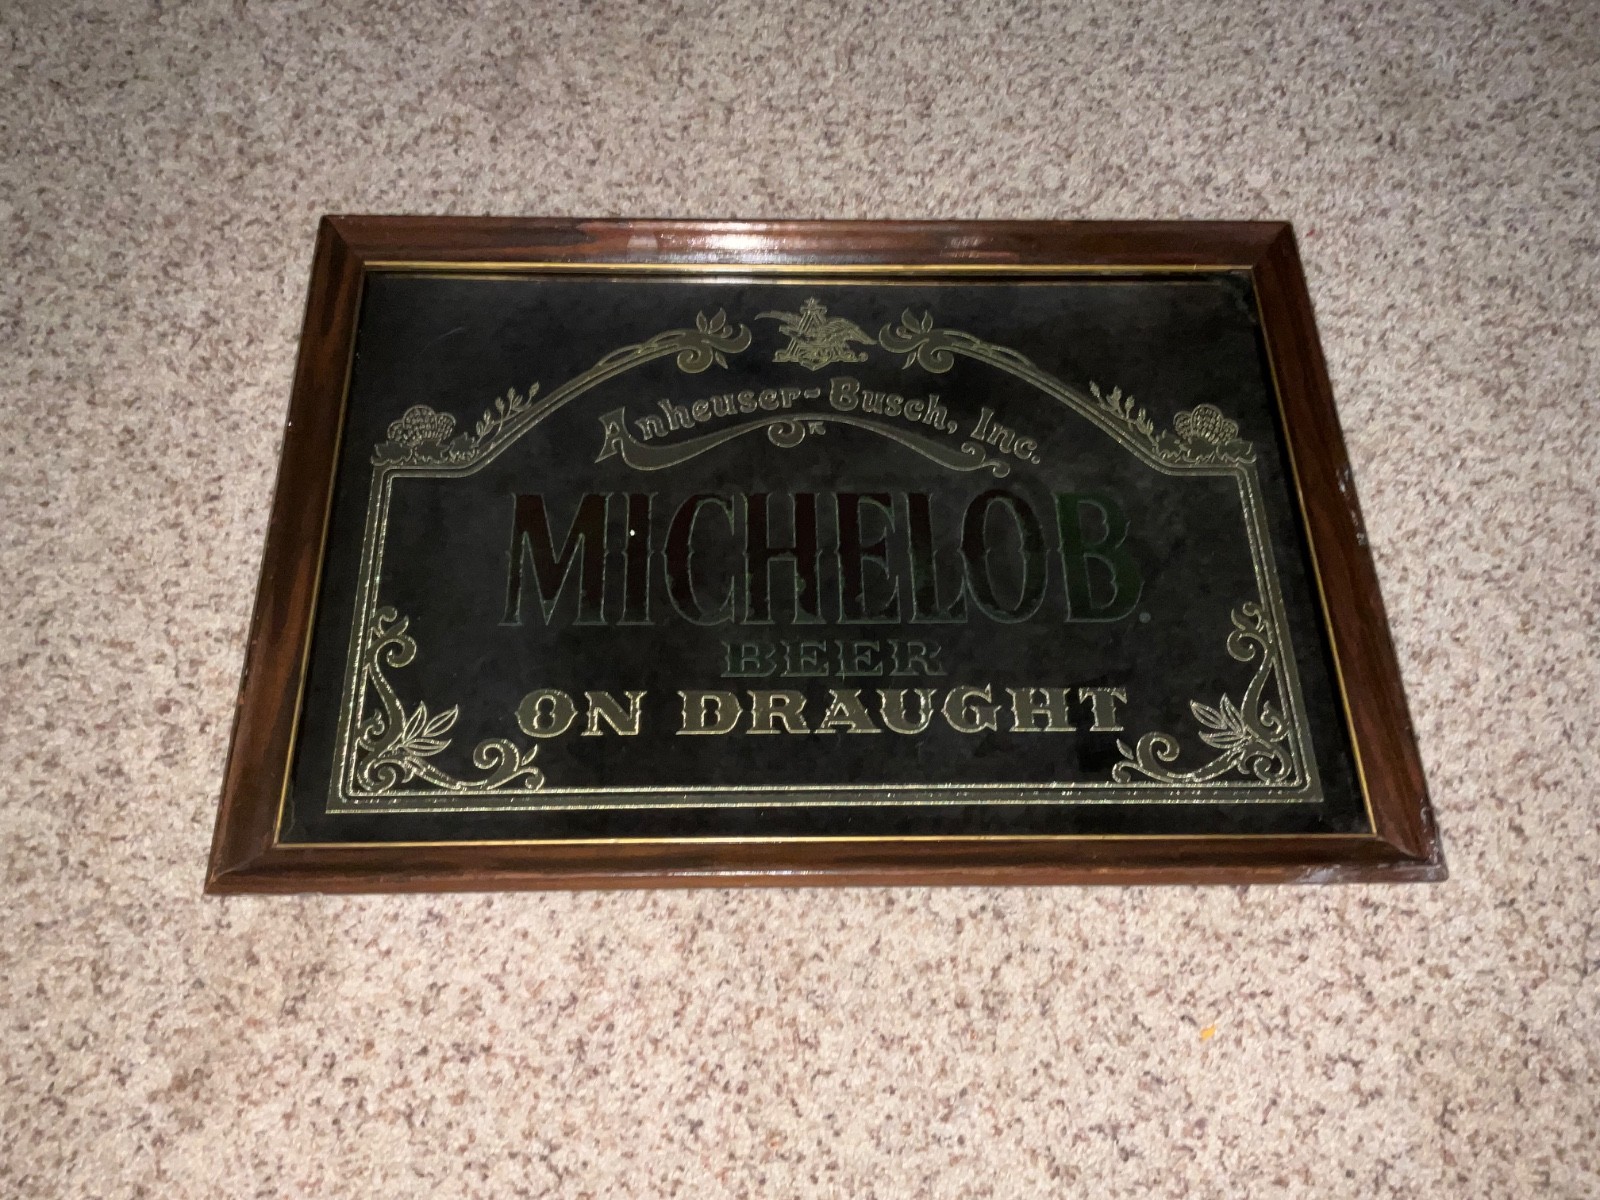 Anheuser-Busch, Inc.
MICHELOB.
BEER
ON DRAUGHT